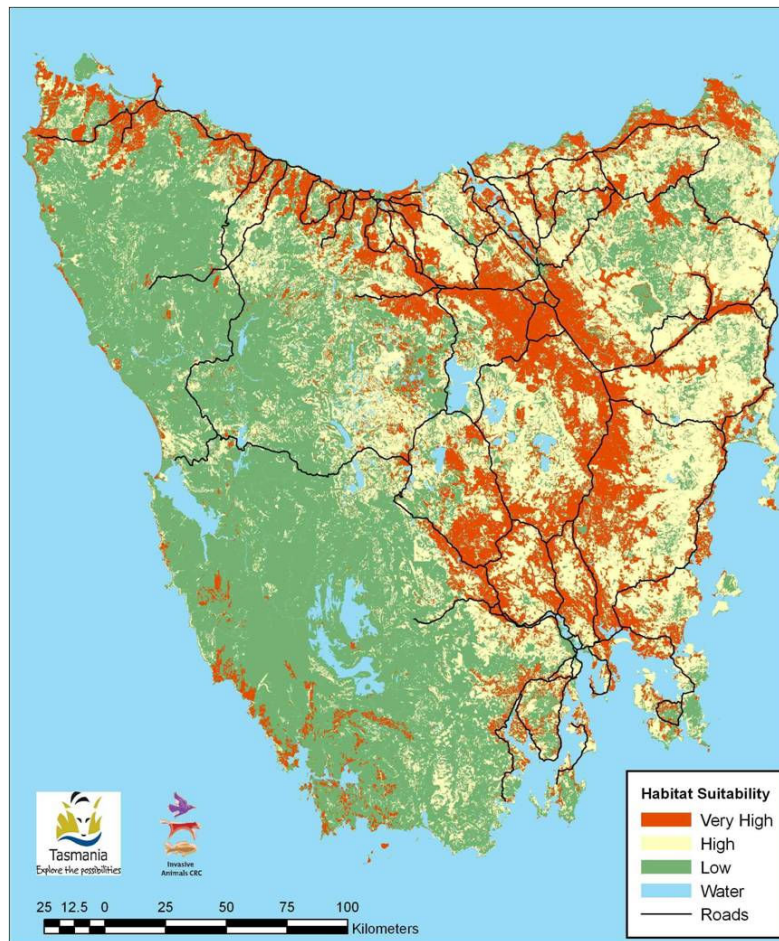 Habitat Suitability
Very High
High
Low
Water
Roads
Tasmania
Explore the possibilities
Invasive
Animals CRC
25 12.5 0 25 50 75 100
Kilometers